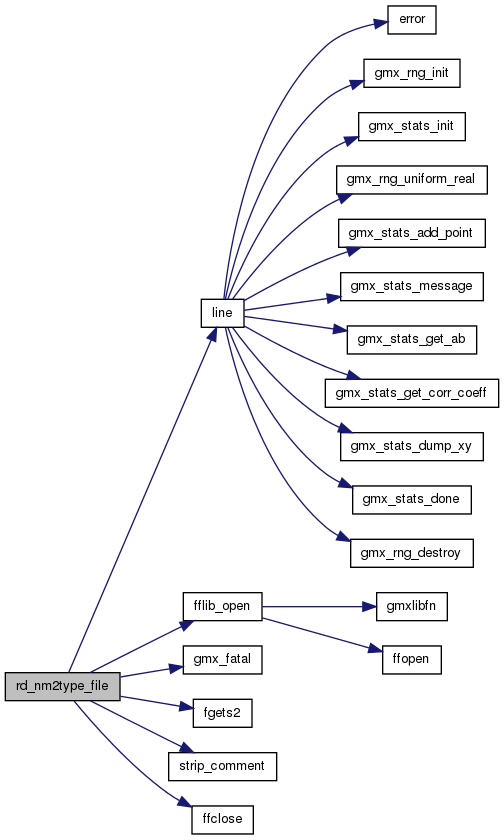 error
gmx_rng_init
gmx_stats_init
gmx_rng_uniform_real
gmx_stats_add_point
gmx_stats_message
line
gmx_stats_get_ab
gmx_stats_get_corr_coeff
gmx_stats_dump_xy
gmx_stats_done
gmx_rng_destroy
fflib_open
gmxlibfn
ffopen
gmx_fatal
rd_nm2type_file
fgets2
strip_comment
ffclose